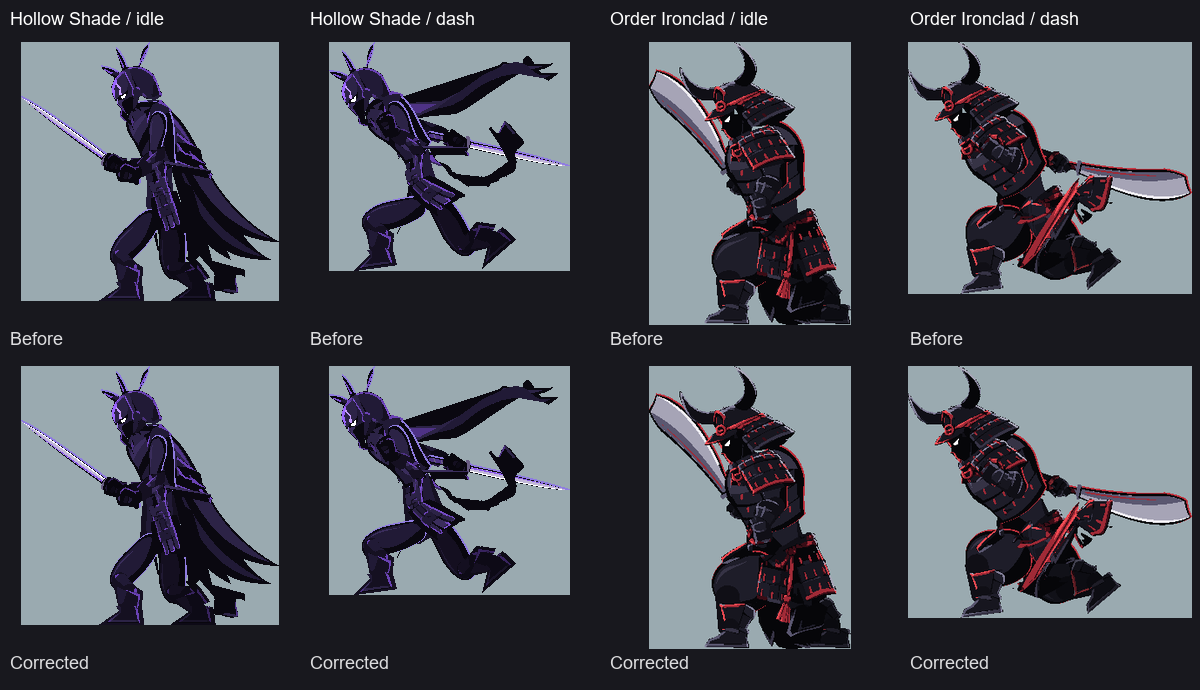 Hollow Shade / idle
Hollow Shade / dash
Order Ironclad / idle
Order Ironclad / dash
Before
Before
Before
Before
Corrected
Corrected
Corrected
Corrected